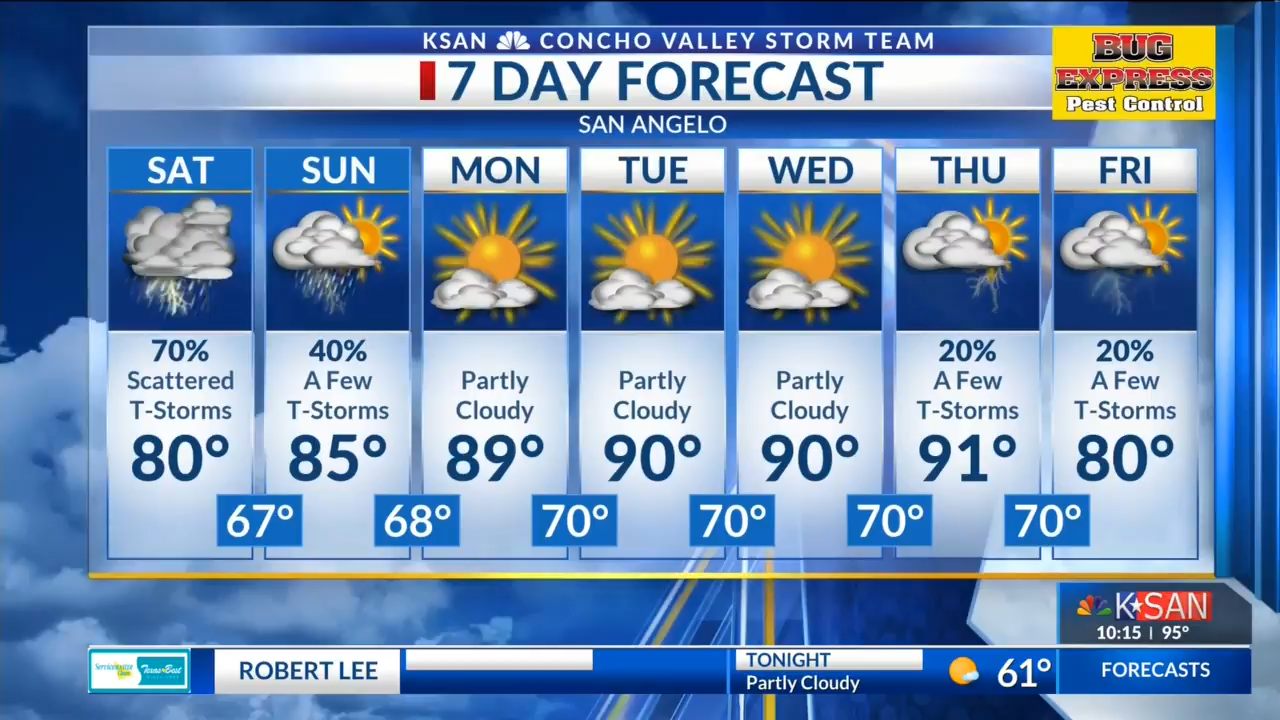 KSAN CONCHO VALLEY STORM TEAM
7 DAY FORECAST
SAN ANGELO
BUG
EXPRESS
Pest Control
SAT
SUN
MON
TUE
WED
THU
FRI
70%
Scattered
T-Storms
80°
40%
A Few
T-Storms
85°
Partly
Cloudy
89°
Partly
Cloudy
90°
Partly
Cloudy
90°
20%
A Few
T-Storms
91°
20%
A Few
T-Storms
80°
67°
68°
70°
70°
70°
70°
KSAN
10:15 | 95°
ROBERT LEE
TONIGHT
Partly Cloudy
61°
FORECASTS